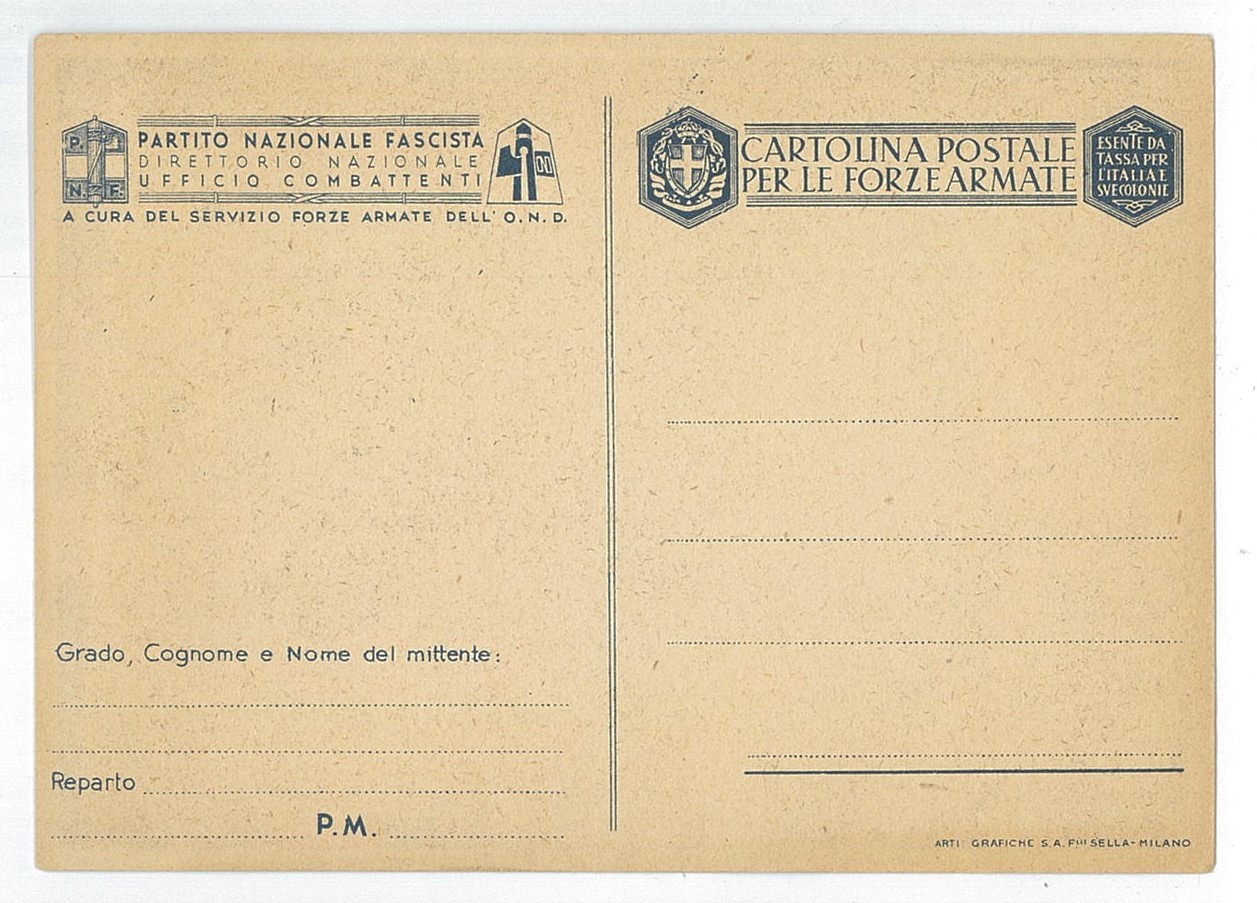 P.
N. F.
PARTITO NAZIONALE FASCISTA
DIRETTORIO NAZIONALE
UFFICIO COMBATTENTI
A CURA DEL SERVIZIO FORZE ARMATE DELL' O.N.D.
CARTOLINA POSTALE
PER LE FORZE ARMATE
ESENTE DA
TASSA PER
L'ITALIA E
SVE COLONIE
Grado, Cognome e Nome del mittente:
Reparto
P.M.
ARTI GRAFICHE S.A. Flli SELLA - MILANO